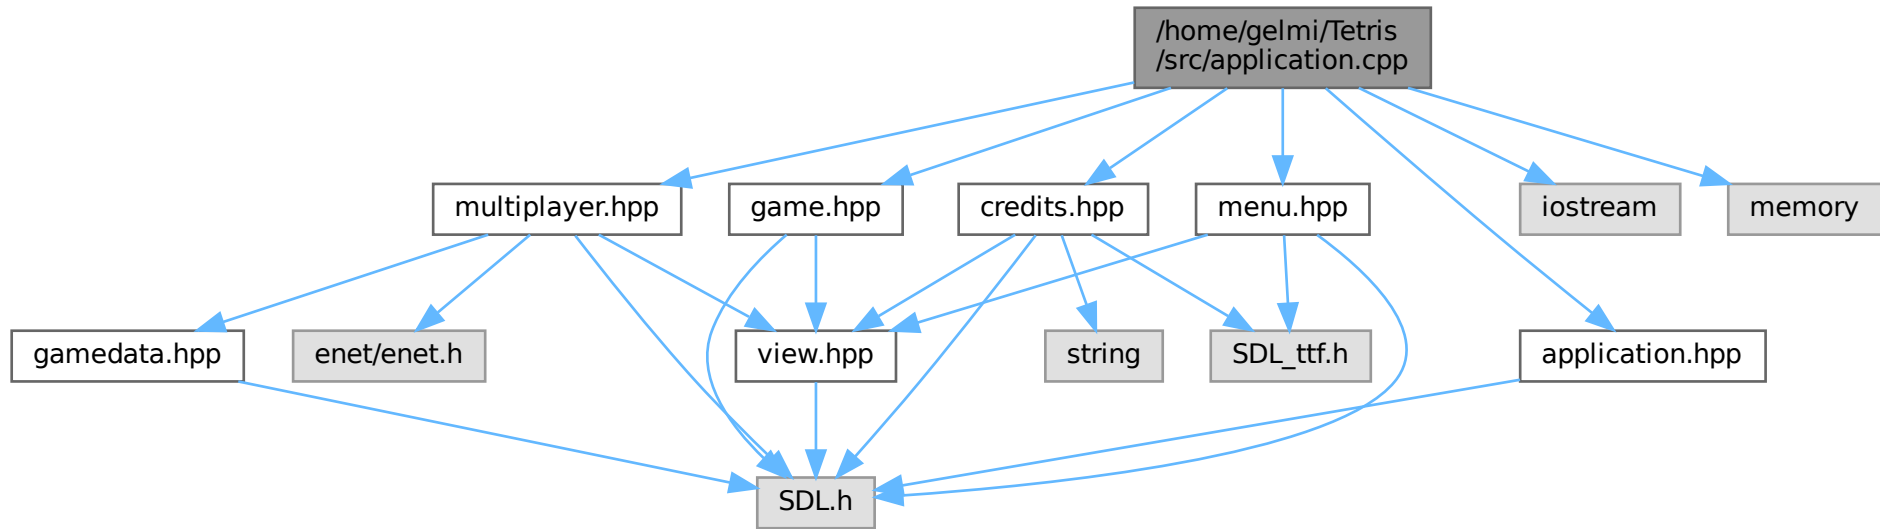 /home/gelmi/Tetris
/src/application.cpp
multiplayer.hpp
game.hpp
credits.hpp
menu.hpp
iostream
memory
gamedata.hpp
enet/enet.h
view.hpp
string
SDL_ttf.h
application.hpp
SDL.h